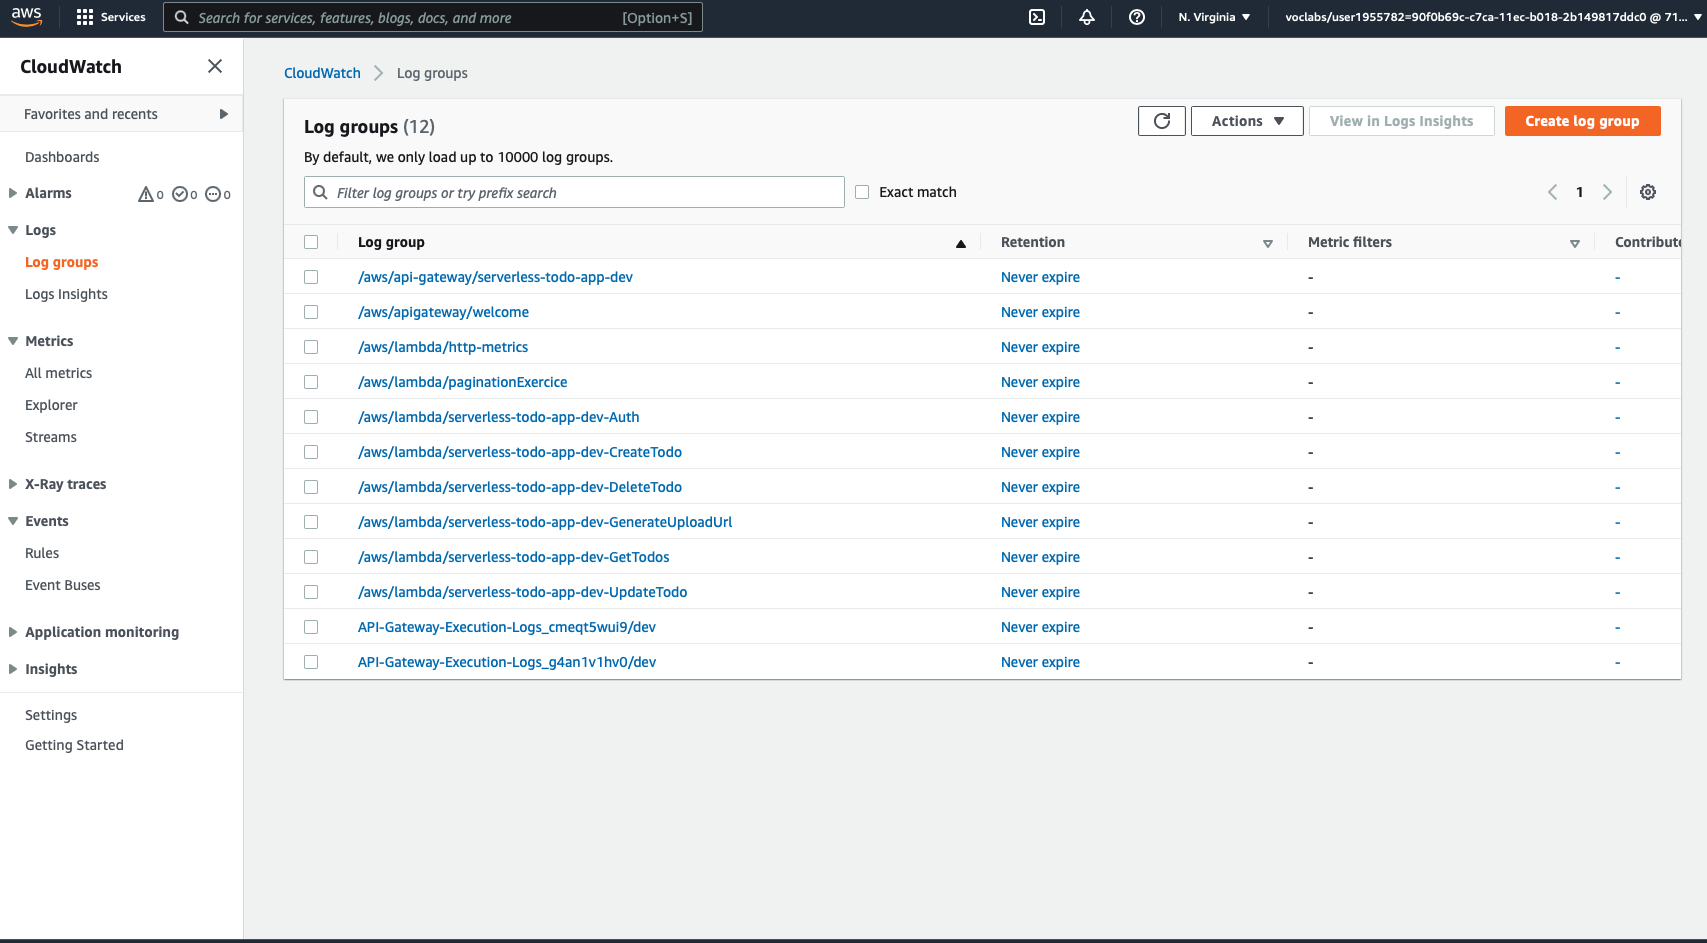 aws Services Search for services, features, blogs, docs, and more [Option+S] N. Virginia voclabs/user1955782=90f0b69c-c7ca-11ec-b018-2b149817ddc0 @ 71...
CloudWatch
Favorites and recents
Dashboards
Alarms 0 0 0
Logs
Log groups
Logs Insights
Metrics
All metrics
Explorer
Streams
X-Ray traces
Events
Rules
Event Buses
Application monitoring
Insights
Settings
Getting Started
CloudWatch Log groups
Log groups (12) Actions View in Logs Insights Create log group
By default, we only load up to 10000 log groups.
Filter log groups or try prefix search Exact match 1
Log group Retention Metric filters Contribut
/aws/api-gateway/serverless-todo-app-dev Never expire - -
/aws/apigateway/welcome Never expire - -
/aws/lambda/http-metrics Never expire - -
/aws/lambda/paginationExercice Never expire - -
/aws/lambda/serverless-todo-app-dev-Auth Never expire - -
/aws/lambda/serverless-todo-app-dev-CreateTodo Never expire - -
/aws/lambda/serverless-todo-app-dev-DeleteTodo Never expire - -
/aws/lambda/serverless-todo-app-dev-GenerateUploadUrl Never expire - -
/aws/lambda/serverless-todo-app-dev-GetTodos Never expire - -
/aws/lambda/serverless-todo-app-dev-UpdateTodo Never expire - -
API-Gateway-Execution-Logs_cmeqt5wui9/dev Never expire - -
API-Gateway-Execution-Logs_g4an1v1hv0/dev Never expire - -